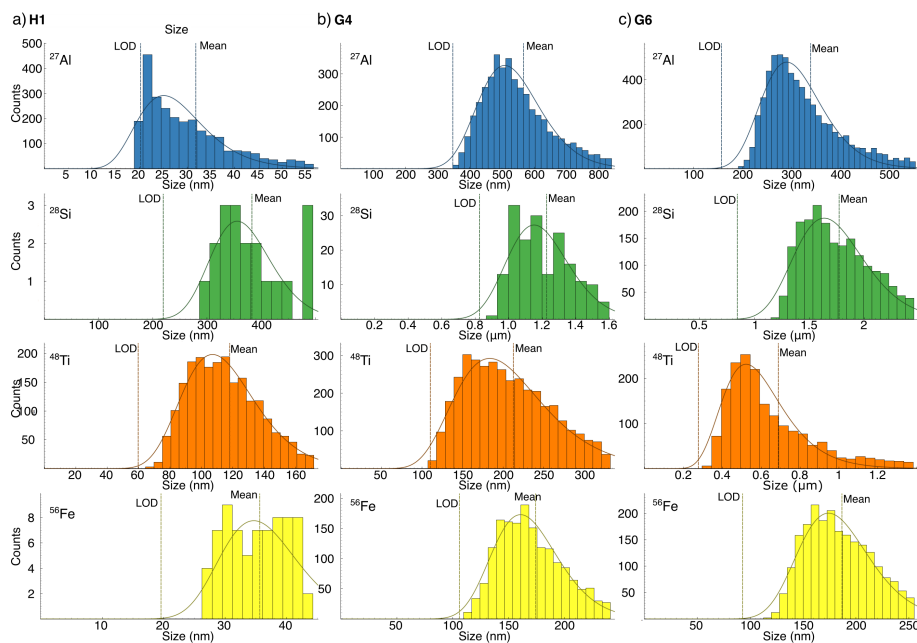 a) H1
b) G4
c) G6
Size
LOD Mean
LOD Mean
LOD Mean
500
400
300
200
100
Counts
27Al
5 10 15 20 25 30 35 40 45 50 55
Size (nm)
300
200
100
27Al
100 200 300 400 500 600 700 800
Size (nm)
400
200
27Al
100 200 300 400 500
Size (nm)
LOD Mean
LOD Mean
LOD Mean
3
2
1
Counts
28Si
100 200 300 400
Size (nm)
30
20
10
28Si
0.2 0.4 0.6 0.8 1.0 1.2 1.4 1.6
Size (µm)
200
150
100
50
28Si
0.5 1 1.5 2
Size (µm)
LOD Mean
LOD Mean
LOD Mean
200
150
100
50
Counts
48Ti
20 40 60 80 100 120 140 160
Size (nm)
300
200
100
48Ti
50 100 150 200 250 300
Size (nm)
200
100
48Ti
0.2 0.4 0.6 0.8 1 1.2
Size (µm)
LOD Mean
LOD Mean
LOD Mean
8
6
4
2
Counts
56Fe
10 20 30 40
Size (nm)
200
150
100
50
56Fe
50 100 150 200
Size (nm)
200
150
100
50
56Fe
50 100 150 200 250
Size (nm)